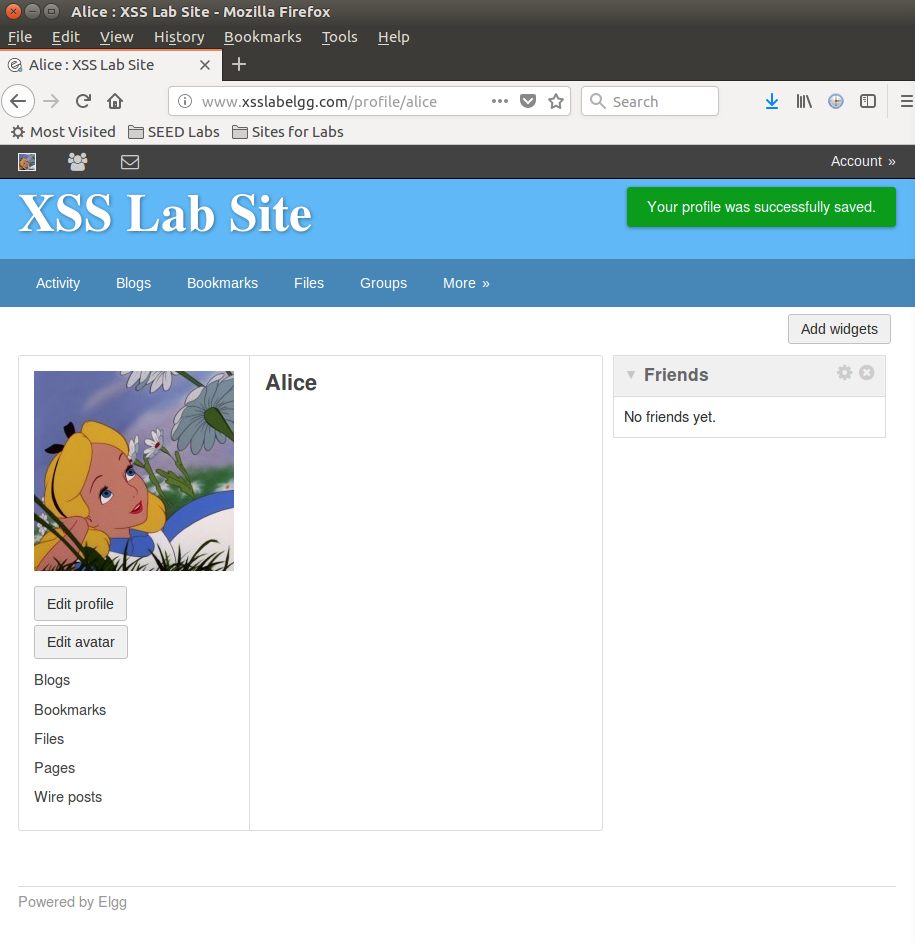 Alice : XSS Lab Site - Mozilla Firefox
File Edit View History Bookmarks Tools Help
Alice : XSS Lab Site
www.xsslabelgg.com/profile/alice
Search
Most Visited SEED Labs Sites for Labs
Account »
XSS Lab Site
Your profile was successfully saved.
Activity Blogs Bookmarks Files Groups More »
Add widgets
Alice
Friends
No friends yet.
Edit profile
Edit avatar
Blogs
Bookmarks
Files
Pages
Wire posts
Powered by Elgg